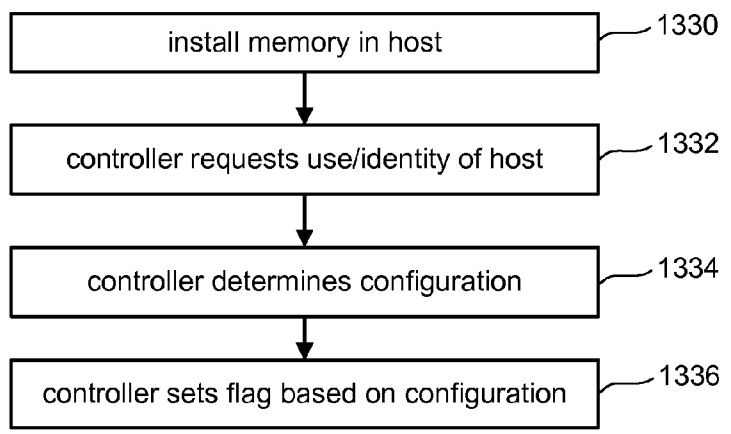 install memory in host
1330
controller requests use/identity of host
1332
controller determines configuration
1334
controller sets flag based on configuration
1336